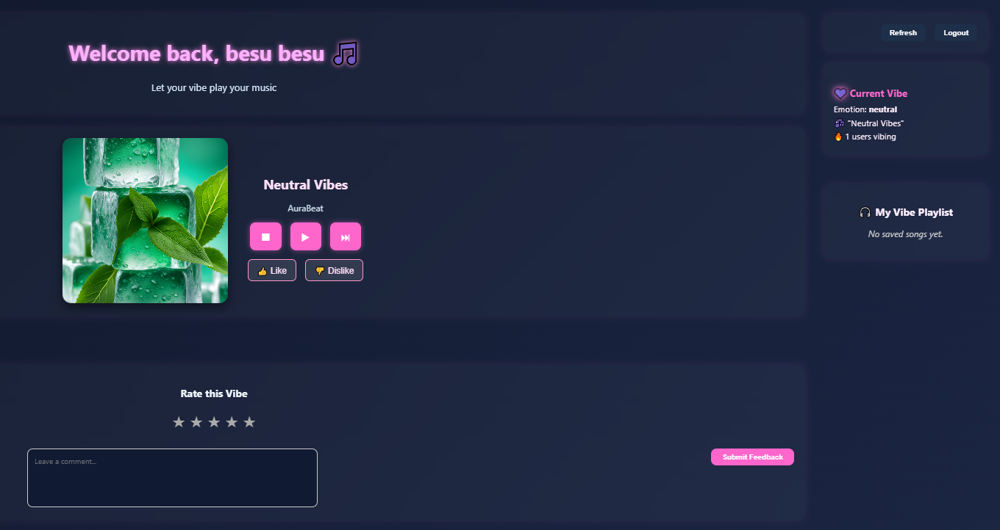 Welcome back, besu besu 🎵
Let your vibe play your music
Neutral Vibes
AuraBeat
👍 Like
👎 Dislike
Rate this Vibe
★ ★ ★ ★ ★
Leave a comment...
Submit Feedback
Refresh
Logout
💜 Current Vibe
Emotion: neutral
🎶 "Neutral Vibes"
🔥 1 users vibing
🎧 My Vibe Playlist
No saved songs yet.